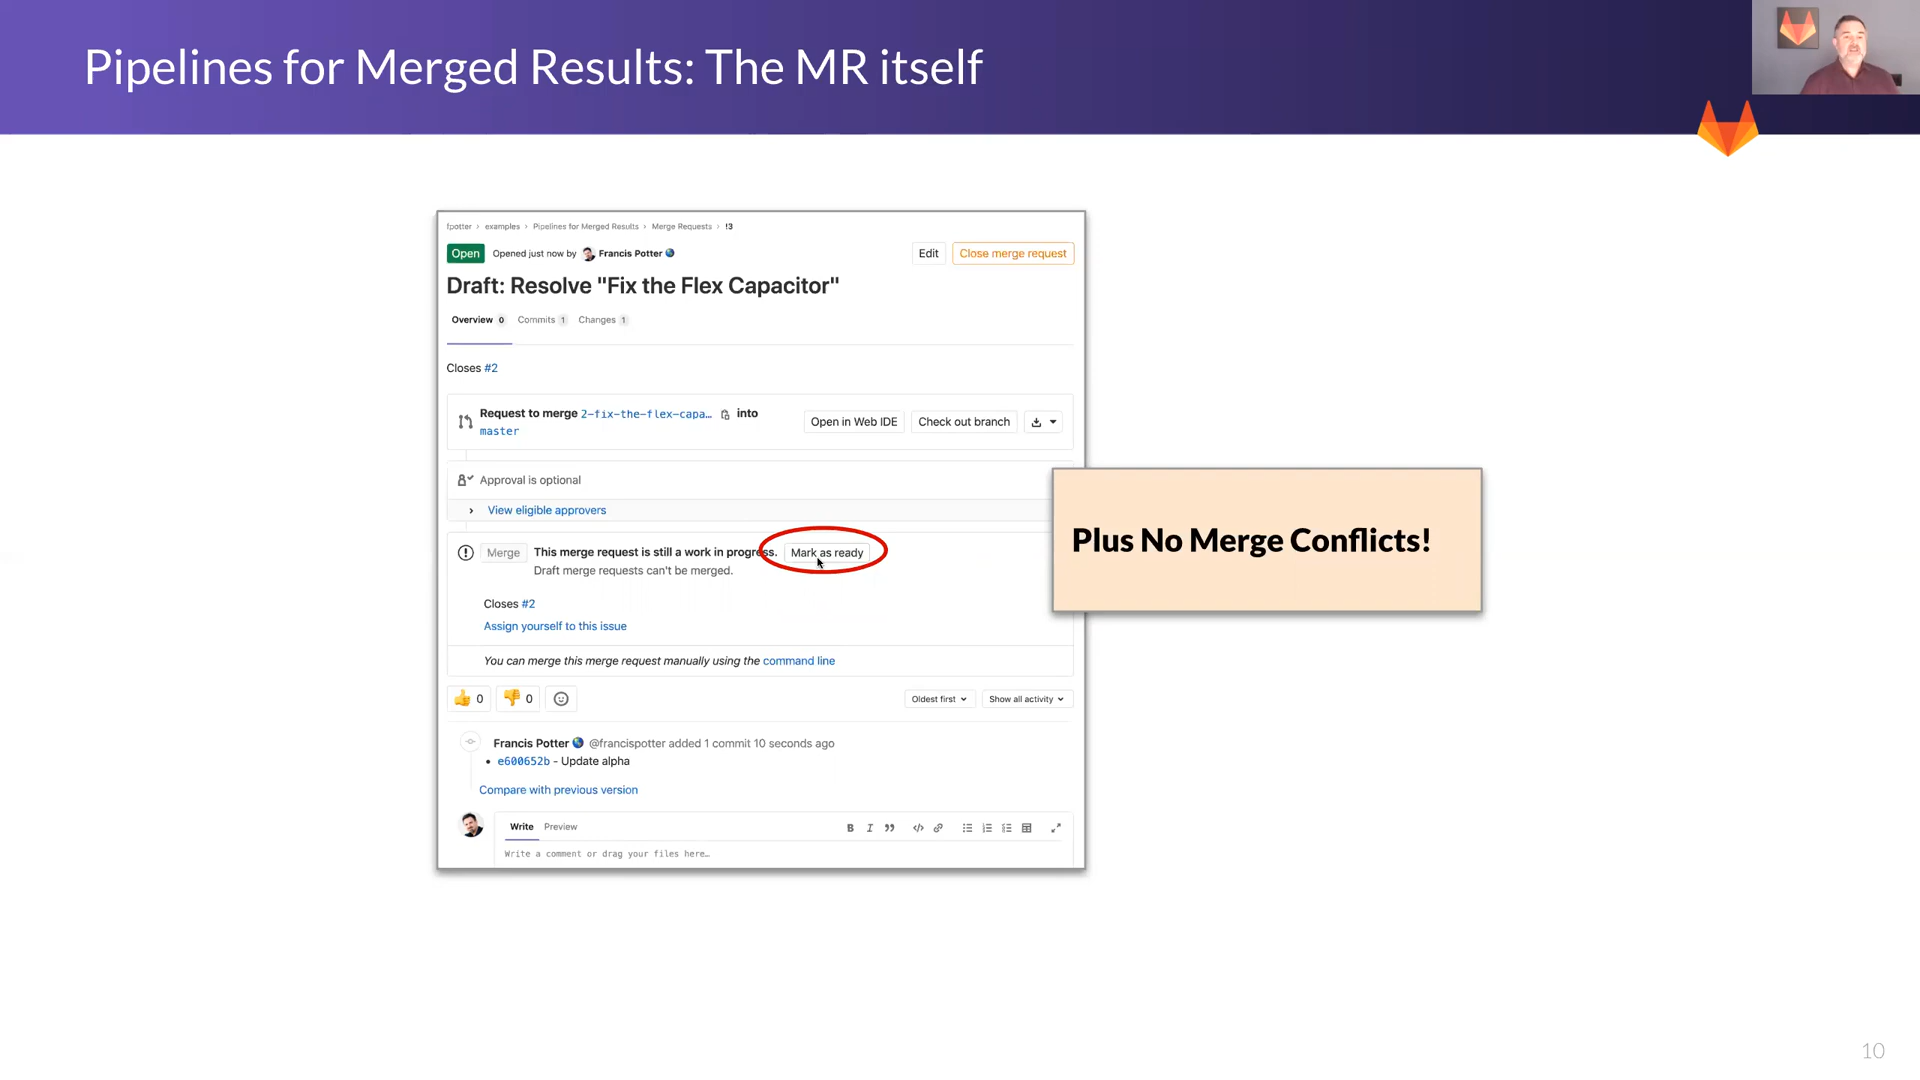 Pipelines for Merged Results: The MR itself
fpotter › examples › Pipelines for Merged Results › Merge Requests › !3
Open Opened just now by Francis Potter Edit Close merge request
Draft: Resolve "Fix the Flex Capacitor"
Overview 0 Commits 1 Changes 1
Closes #2
Request to merge 2-fix-the-flex-capa… into
master
Open in Web IDE Check out branch
Approval is optional
View eligible approvers
Merge This merge request is still a work in progress. Mark as ready
Draft merge requests can't be merged.
Plus No Merge Conflicts!
Closes #2
Assign yourself to this issue
You can merge this merge request manually using the command line
0 0 Oldest first Show all activity
Francis Potter @francispotter added 1 commit 10 seconds ago
• e600652b - Update alpha
Compare with previous version
Write Preview B I
Write a comment or drag your files here…
10